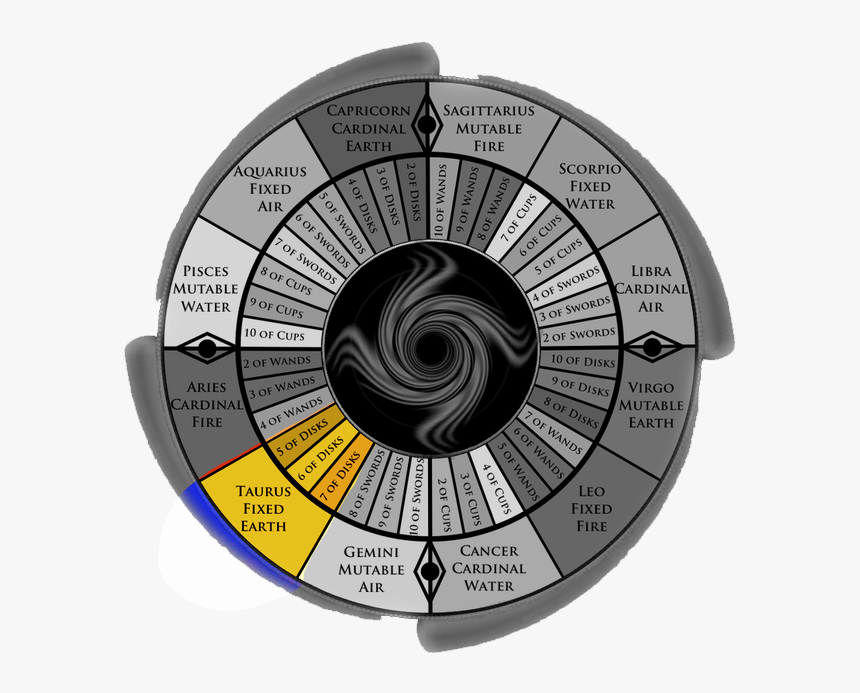 CAPRICORN
CARDINAL
EARTH
SAGITTARIUS
MUTABLE
FIRE
SCORPIO
FIXED
WATER
LIBRA
CARDINAL
AIR
VIRGO
MUTABLE
EARTH
LEO
FIXED
FIRE
CANCER
CARDINAL
WATER
GEMINI
MUTABLE
AIR
TAURUS
FIXED
EARTH
ARIES
CARDINAL
FIRE
PISCES
MUTABLE
WATER
AQUARIUS
FIXED
AIR
10 OF WANDS
9 OF WANDS
8 OF WANDS
7 OF CUPS
6 OF CUPS
5 OF CUPS
4 OF SWORDS
3 OF SWORDS
2 OF SWORDS
10 OF DISKS
9 OF DISKS
8 OF DISKS
7 OF WANDS
6 OF WANDS
5 OF WANDS
4 OF CUPS
3 OF CUPS
2 OF CUPS
10 OF SWORDS
9 OF SWORDS
8 OF SWORDS
7 OF DISKS
6 OF DISKS
5 OF DISKS
4 OF WANDS
3 OF WANDS
2 OF WANDS
10 OF CUPS
9 OF CUPS
8 OF CUPS
7 OF SWORDS
6 OF SWORDS
5 OF SWORDS
4 OF DISKS
3 OF DISKS
2 OF DISKS